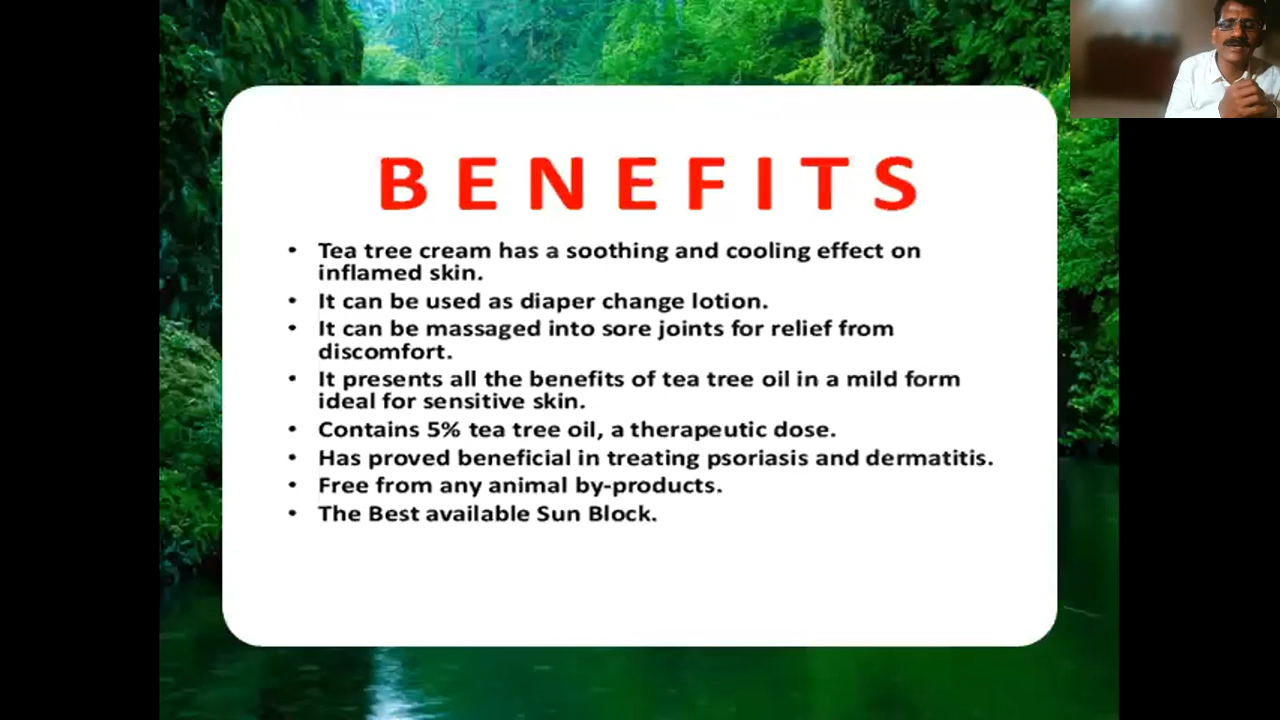 BENEFITS
• Tea tree cream has a soothing and cooling effect on
inflamed skin.
• It can be used as diaper change lotion.
• It can be massaged into sore joints for relief from
discomfort.
• It presents all the benefits of tea tree oil in a mild form
ideal for sensitive skin.
• Contains 5% tea tree oil, a therapeutic dose.
• Has proved beneficial in treating psoriasis and dermatitis.
• Free from any animal by-products.
• The Best available Sun Block.